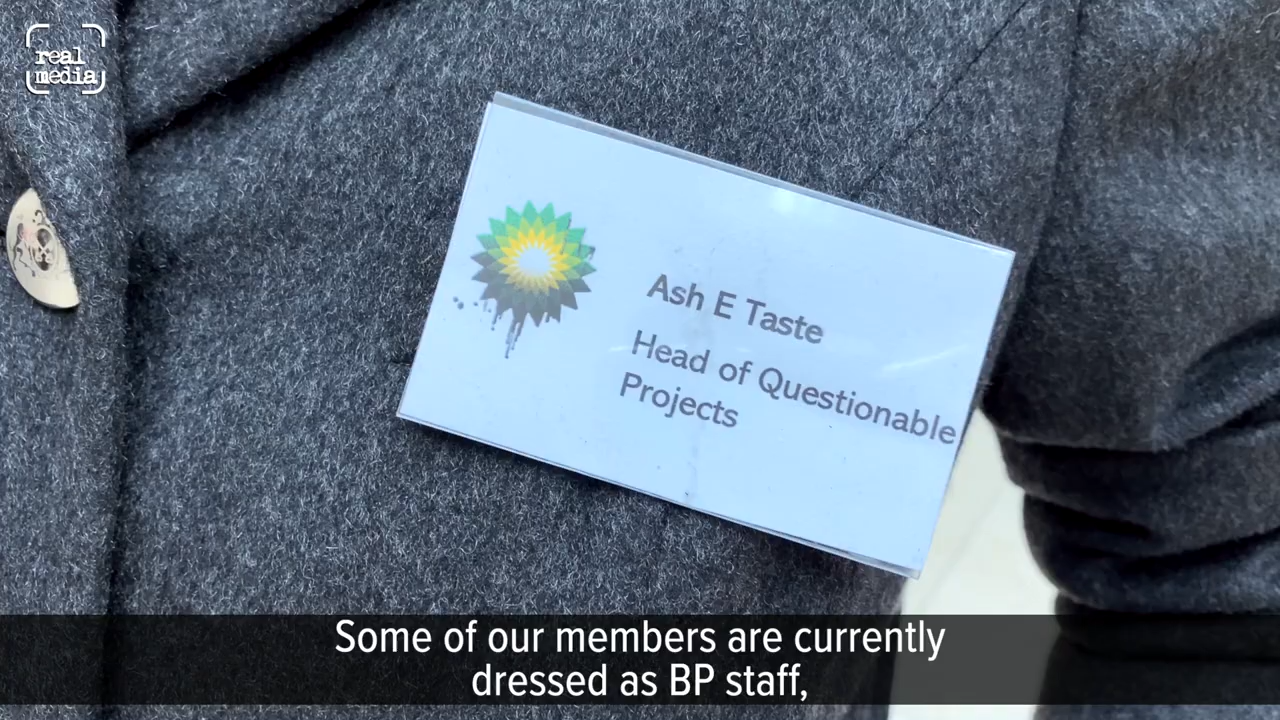 real
media
Ash E Taste
Head of Questionable
Projects
Some of our members are currently
dressed as BP staff,